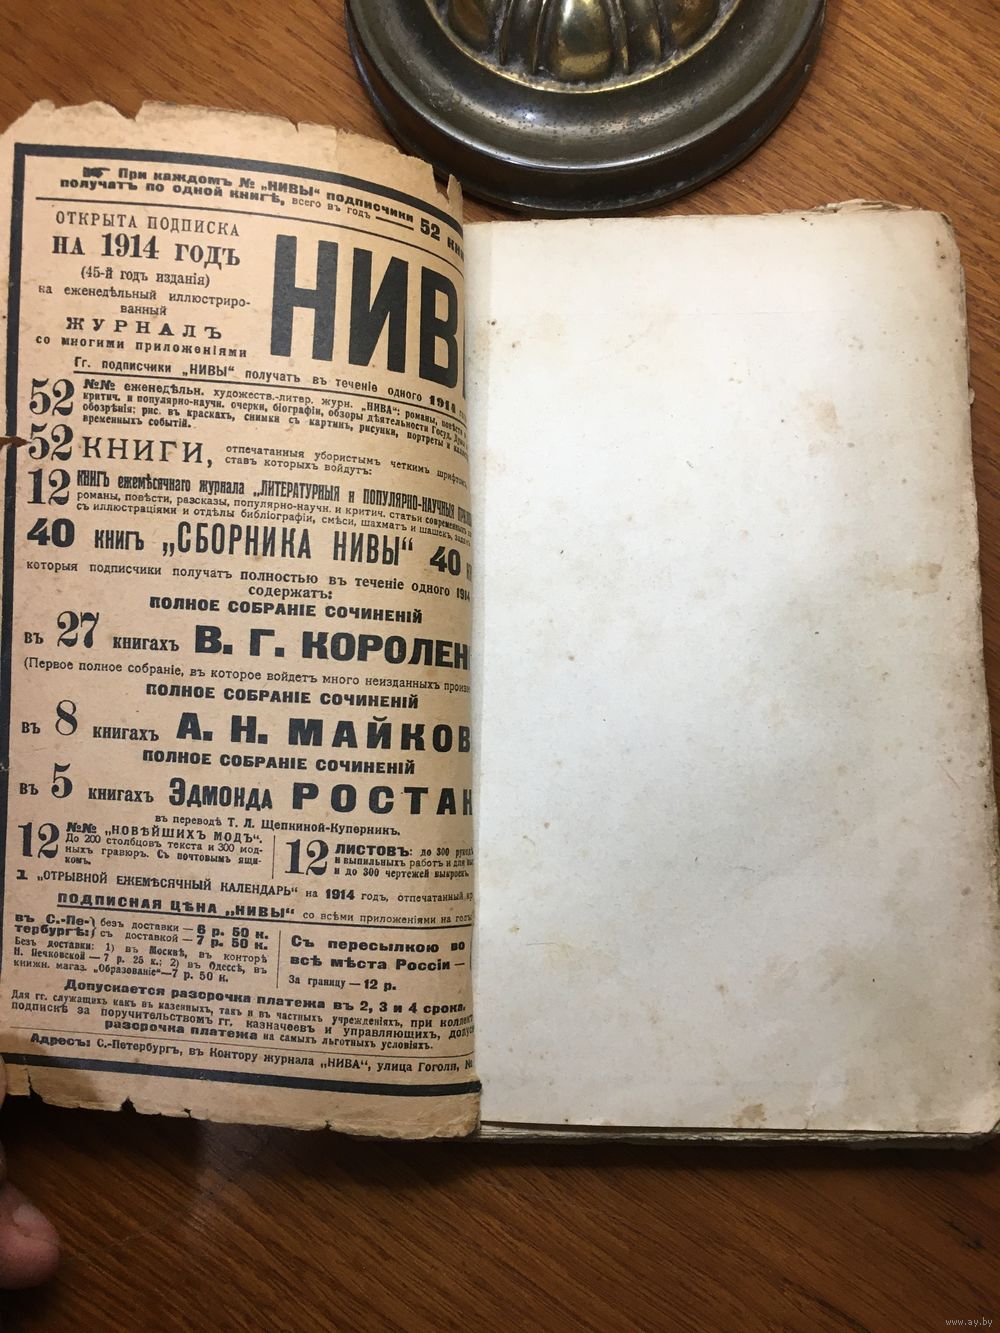 При каждомъ № „НИВЫ“ подписчики
получатъ по одной книгѣ, всего въ годъ — 52
ОТКРЫТА ПОДПИСКА
НА 1914 ГОДЪ
(45-й годъ изданія)
на еженедѣльный иллюстриро-
ванный
ЖУРНАЛЪ
со многими приложеніями
НИВ
Гг. подписчики „НИВЫ“ получатъ въ теченіе одного 1914
52 №№ еженедѣльн. художеств.-литер. журн. „НИВА“: романы, повѣсти
критич. и популярно-научн. очерки, біографіи, обзоры дѣятельности Госуд. Думы
обозрѣнія; рис. въ краскахъ, снимки съ картинъ, рисунки, портреты и
временныхъ событій.
52 КНИГИ, отпечатанныя убористымъ четкимъ шрифтомъ,
ставъ которыхъ войдутъ:
12 КНИГЪ ежемѣсячнаго журнала „ЛИТЕРАТУРНЫЯ и ПОПУЛЯРНО-НАУЧНЫЯ
романы, повѣсти, разсказы, популярно-научн. и критич. статьи
съ иллюстраціями и отдѣлы библіографіи, смѣси, шахматъ и шашекъ,
40 книгъ „СБОРНИКА НИВЫ“ 40
которыя подписчики получатъ полностью въ теченіе одного 1914
содержатъ:
ПОЛНОЕ СОБРАНІЕ СОЧИНЕНІЙ
въ 27 книгахъ В. Г. КОРОЛЕН
(Первое полное собраніе, въ которое войдетъ много неизданныхъ
ПОЛНОЕ СОБРАНІЕ СОЧИНЕНІЙ
въ 8 книгахъ А. Н. МАЙКОВ
ПОЛНОЕ СОБРАНІЕ СОЧИНЕНІЙ
въ 5 книгахъ Эдмонда РОСТАН
въ переводѣ Т. Л. Щепкиной-Куперникъ.
12 №№ „НОВѢЙШИХЪ МОДЪ“.
До 200 столбцовъ текста и 300 мод-
ныхъ гравюръ. Съ почтовымъ ящи-
комъ.
12 ЛИСТОВЪ: до 300
и выпильныхъ работъ и для
и до 300 чертежей выкроекъ.
1 „ОТРЫВНОЙ ЕЖЕМѢСЯЧНЫЙ КАЛЕНДАРЬ“ на 1914 годъ, отпечатанный
ПОДПИСНАЯ ЦѢНА „НИВЫ“ со всѣми приложеніями на годъ
въ С.-Пе-
тербургѣ:
безъ доставки — 6 р. 50 к.
съ доставкой — 7 р. 50 к.
Безъ доставки: 1) въ Москвѣ, въ конторѣ
Н. Печковской — 7 р. 25 к.; 2) въ Одессѣ, въ
книжн. магаз. „Образованіе“ — 7 р. 50 к.
Съ пересылкою во
всѣ мѣста Россіи —
За границу — 12 р.
Допускается разсрочка платежа въ 2, 3 и 4 срока.
Для гг. служащихъ какъ въ казенныхъ, такъ и въ частныхъ учрежденіяхъ, при
подпискѣ за поручительствомъ гг. казначеевъ и управляющихъ,
разсрочка платежа на самыхъ льготныхъ условіяхъ.
Адресъ: С.-Петербургъ, въ Контору журнала „НИВА“, улица Гоголя, №
www.ay.by